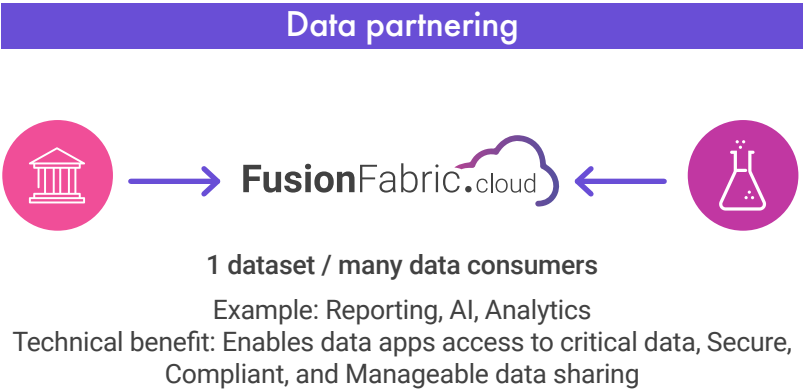 Data partnering
FusionFabric.cloud
1 dataset / many data consumers
Example: Reporting, AI, Analytics
Technical benefit: Enables data apps access to critical data, Secure,
Compliant, and Manageable data sharing